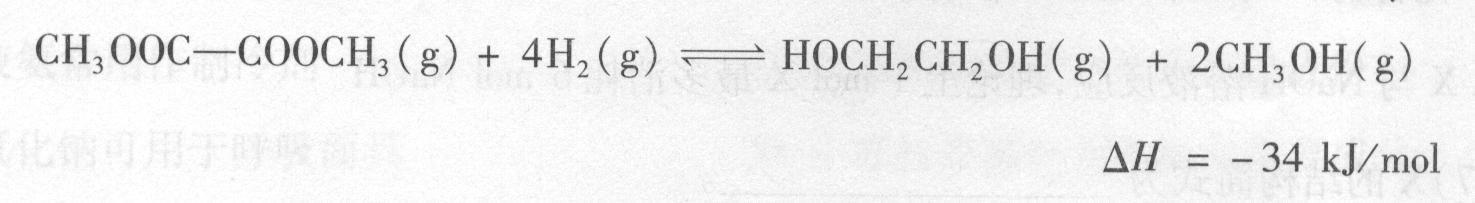 CH₃OOC—COOCH₃(g) + 4H₂(g) ⇌ HOCH₂CH₂OH(g) + 2CH₃OH(g)
ΔH = -34 kJ/mol